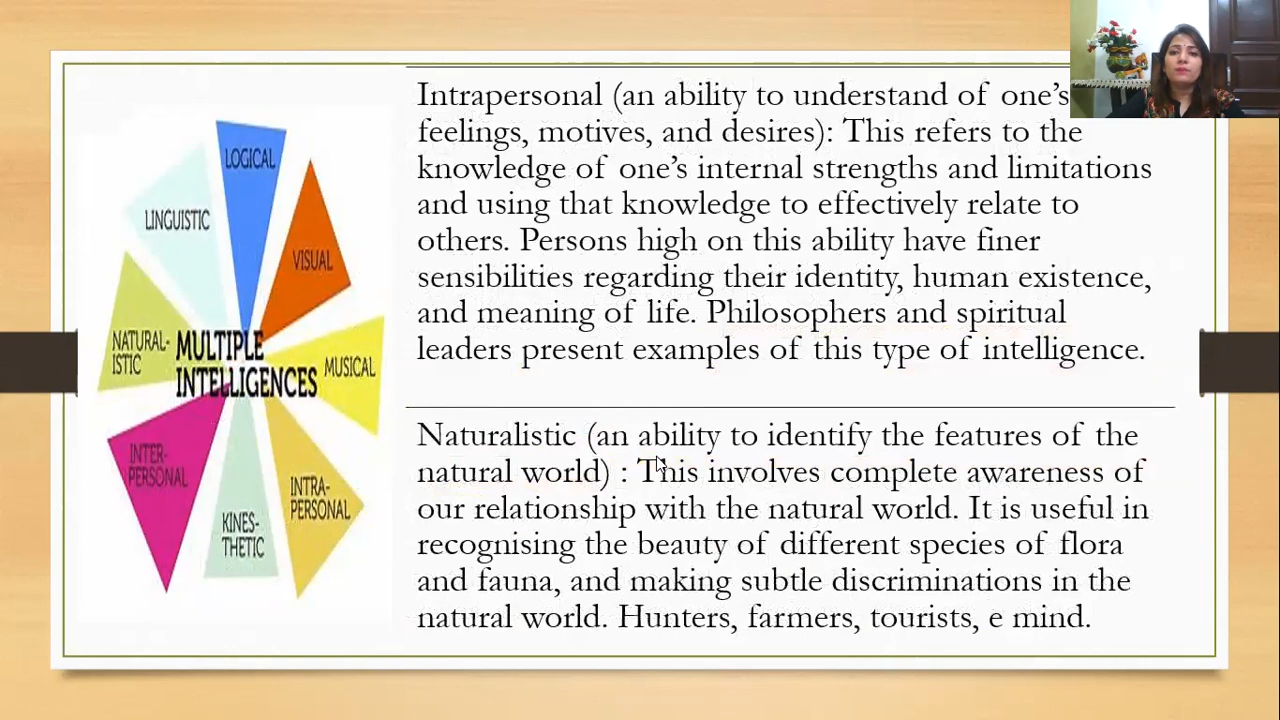 LOGICAL
LINGUISTIC
VISUAL
NATURAL-
ISTIC
MULTIPLE
INTELLIGENCES
MUSICAL
INTER-
PERSONAL
INTRA-
PERSONAL
KINES-
THETIC
Intrapersonal (an ability to understand of one’s
feelings, motives, and desires): This refers to the
knowledge of one’s internal strengths and limitations
and using that knowledge to effectively relate to
others. Persons high on this ability have finer
sensibilities regarding their identity, human existence,
and meaning of life. Philosophers and spiritual
leaders present examples of this type of intelligence.
Naturalistic (an ability to identify the features of the
natural world) : This involves complete awareness of
our relationship with the natural world. It is useful in
recognising the beauty of different species of flora
and fauna, and making subtle discriminations in the
natural world. Hunters, farmers, tourists, e mind.